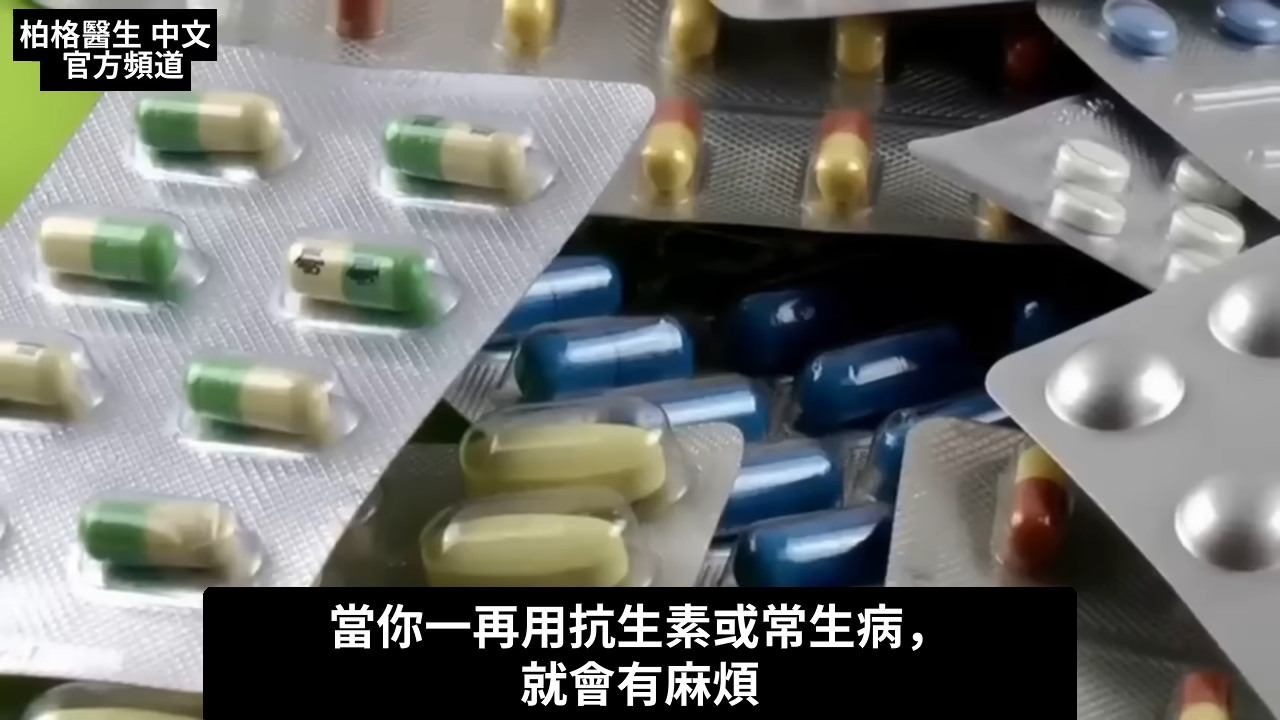 柏格醫生 中文
官方頻道
當你一再用抗生素或常生病，
就會有麻煩